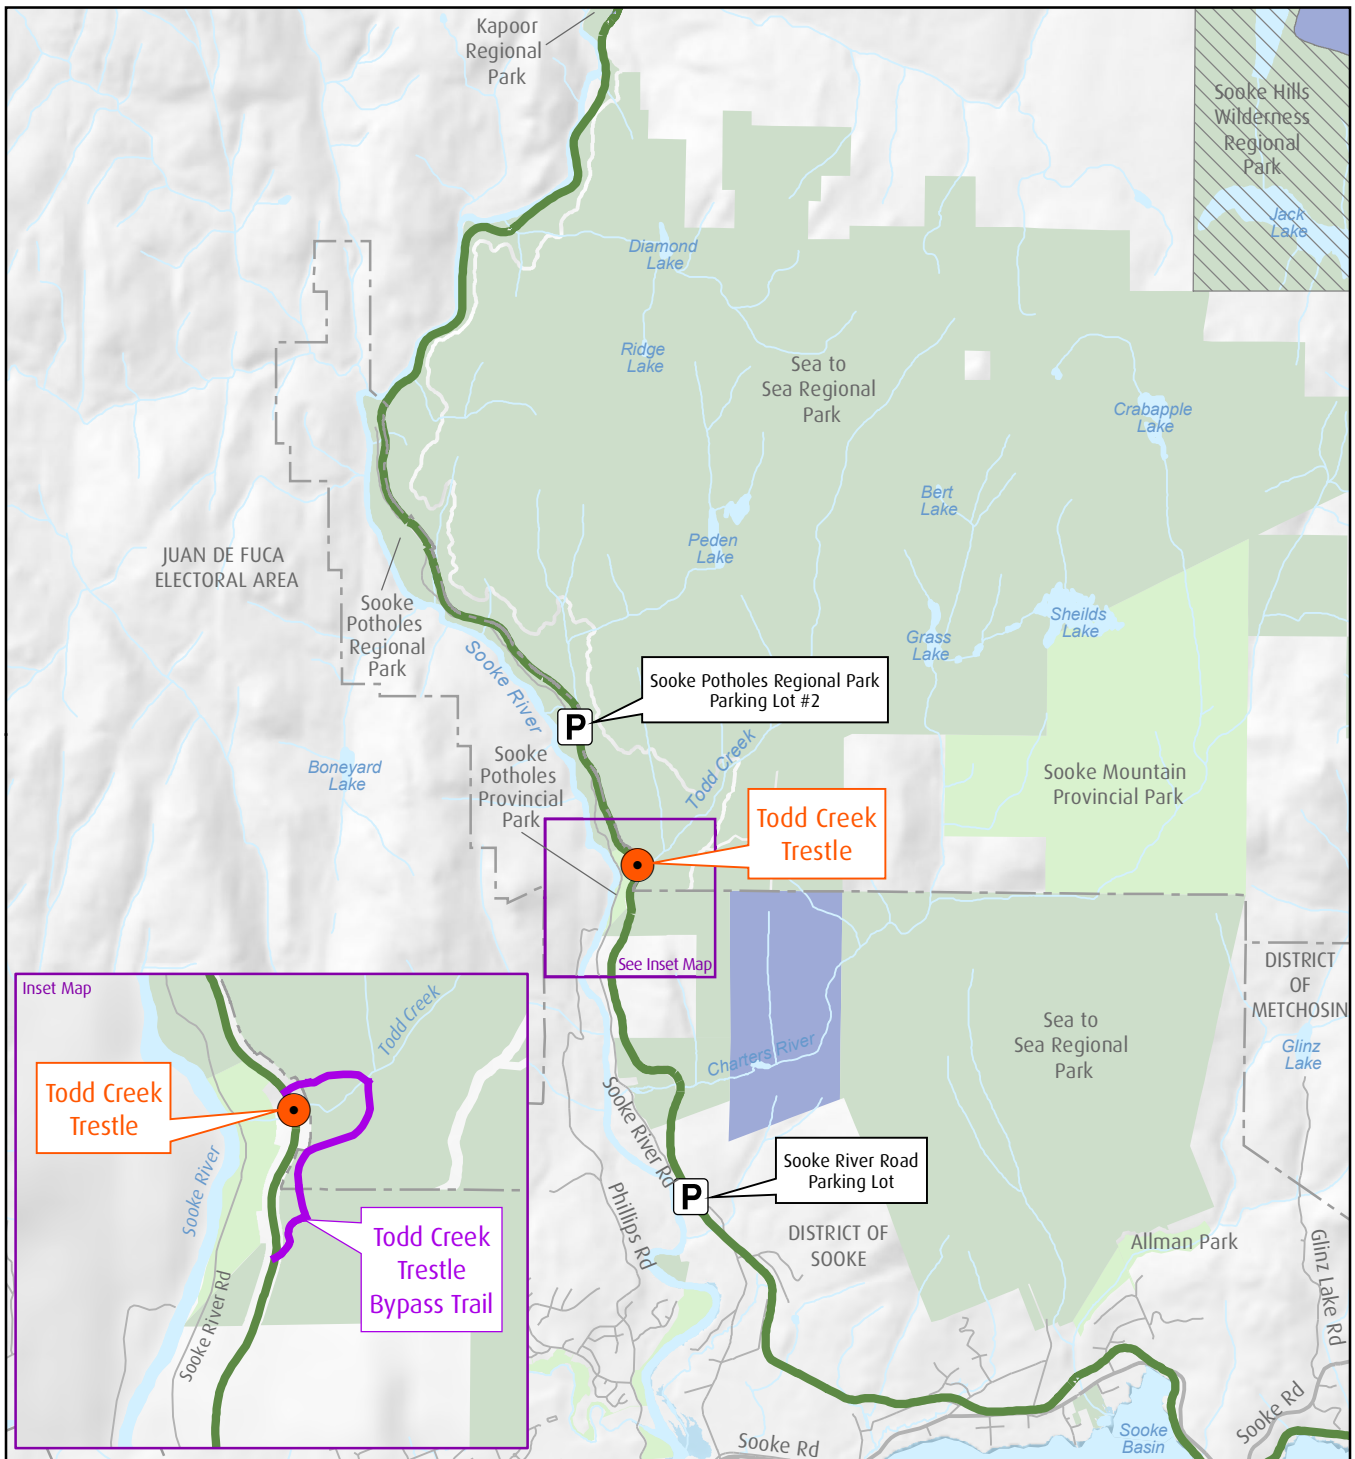 Kapoor
Regional
Park
Sooke Hills
Wilderness
Regional
Park
Jack
Lake
Diamond
Lake
Ridge
Lake
Sea to
Sea Regional
Park
Crabapple
Lake
Bert
Lake
Peden
Lake
JUAN DE FUCA
ELECTORAL AREA
Sooke
Potholes
Regional
Park
Sheilds
Lake
Grass
Lake
Sooke River
Sooke Potholes Regional Park
Parking Lot #2
P
Todd Creek
Sooke
Potholes
Provincial
Park
Boneyard
Lake
Sooke Mountain
Provincial Park
Todd Creek
Trestle
See Inset Map
DISTRICT
OF
METCHOSIN
Glinz
Lake
Sea to
Sea Regional
Park
Charters River
Sooke River Rd
Phillips Rd
Sooke River Road
Parking Lot
P
DISTRICT OF
SOOKE
Allman Park
Glinz Lake Rd
Sooke Rd
Sooke
Basin
Sooke Rd
Inset Map
Todd Creek
Todd Creek
Trestle
Sooke River
Todd Creek
Trestle
Bypass Trail
Sooke River Rd